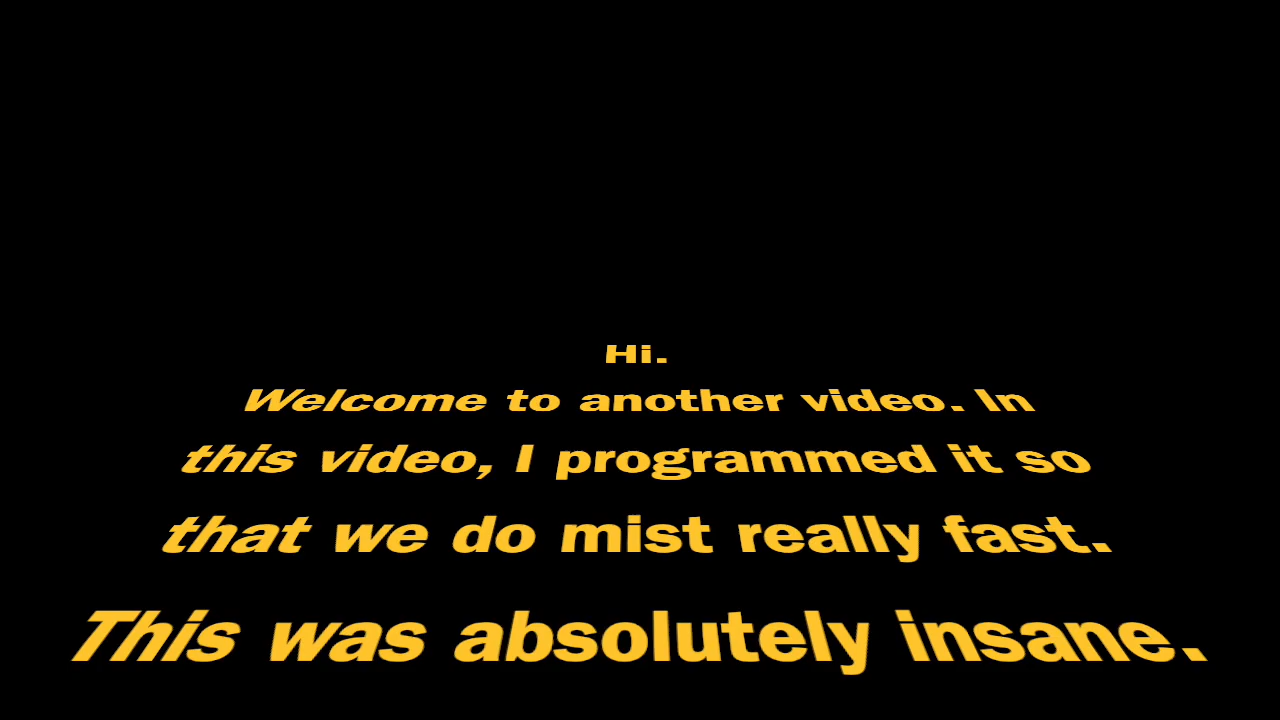 Hi.
Welcome to another video. In
this video, I programmed it so
that we do mist really fast.
This was absolutely insane.